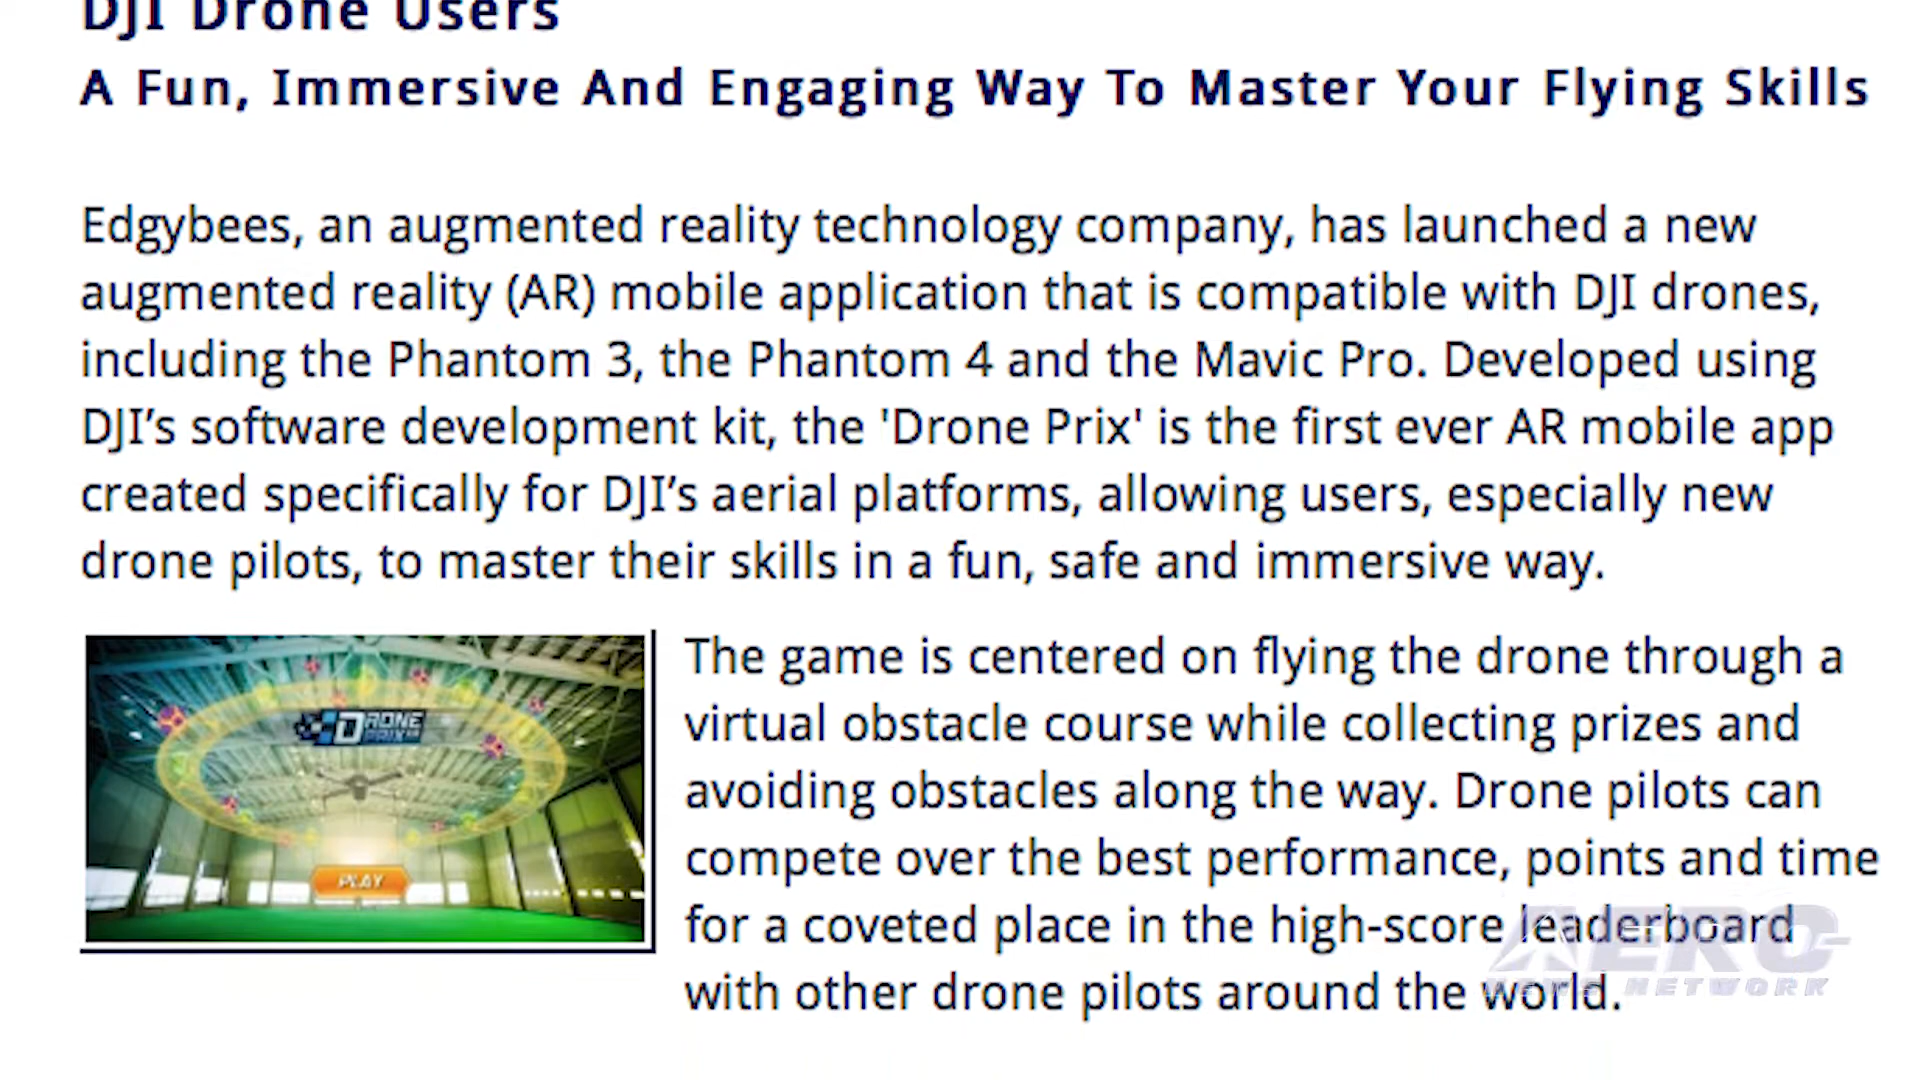 DJI Drone Users
A Fun, Immersive And Engaging Way To Master Your Flying Skills
Edgybees, an augmented reality technology company, has launched a new
augmented reality (AR) mobile application that is compatible with DJI drones,
including the Phantom 3, the Phantom 4 and the Mavic Pro. Developed using
DJI’s software development kit, the 'Drone Prix' is the first ever AR mobile app
created specifically for DJI’s aerial platforms, allowing users, especially new
drone pilots, to master their skills in a fun, safe and immersive way.
DRONE
PRIX
PLAY
The game is centered on flying the drone through a
virtual obstacle course while collecting prizes and
avoiding obstacles along the way. Drone pilots can
compete over the best performance, points and time
for a coveted place in the high-score leaderboard
with other drone pilots around the world.
AERO
NEWS NETWORK